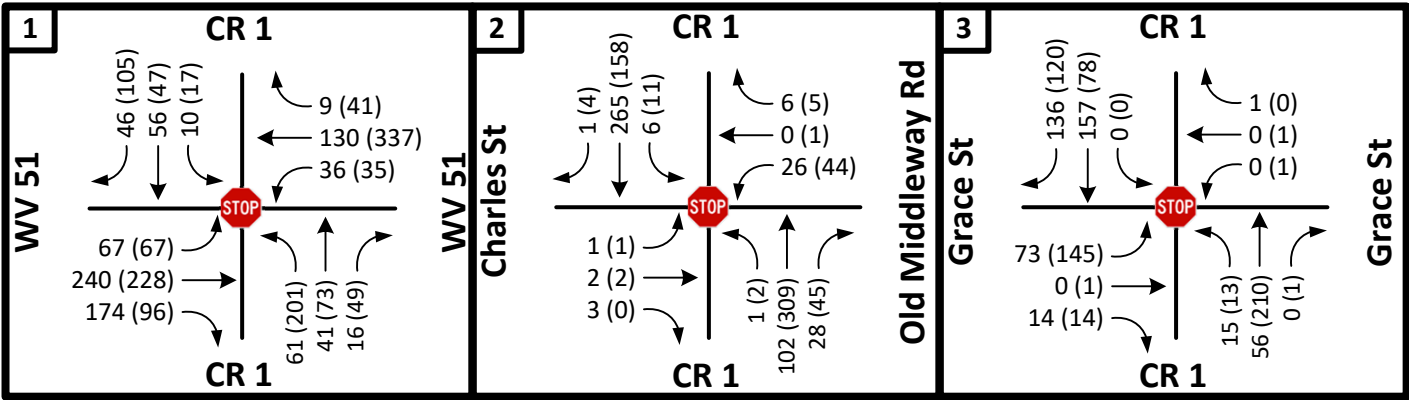 1
CR 1
46 (105)
56 (47)
10 (17)
9 (41)
130 (337)
36 (35)
WV 51
WV 51
STOP
67 (67)
240 (228)
174 (96)
61 (201)
41 (73)
16 (49)
CR 1
2
CR 1
1 (4)
265 (158)
6 (11)
6 (5)
0 (1)
26 (44)
Charles St
Old Middleway Rd
STOP
1 (1)
2 (2)
3 (0)
1 (2)
102 (309)
28 (45)
CR 1
3
CR 1
136 (120)
157 (78)
0 (0)
1 (0)
0 (1)
0 (1)
Grace St
Grace St
STOP
73 (145)
0 (1)
14 (14)
15 (13)
56 (210)
0 (1)
CR 1